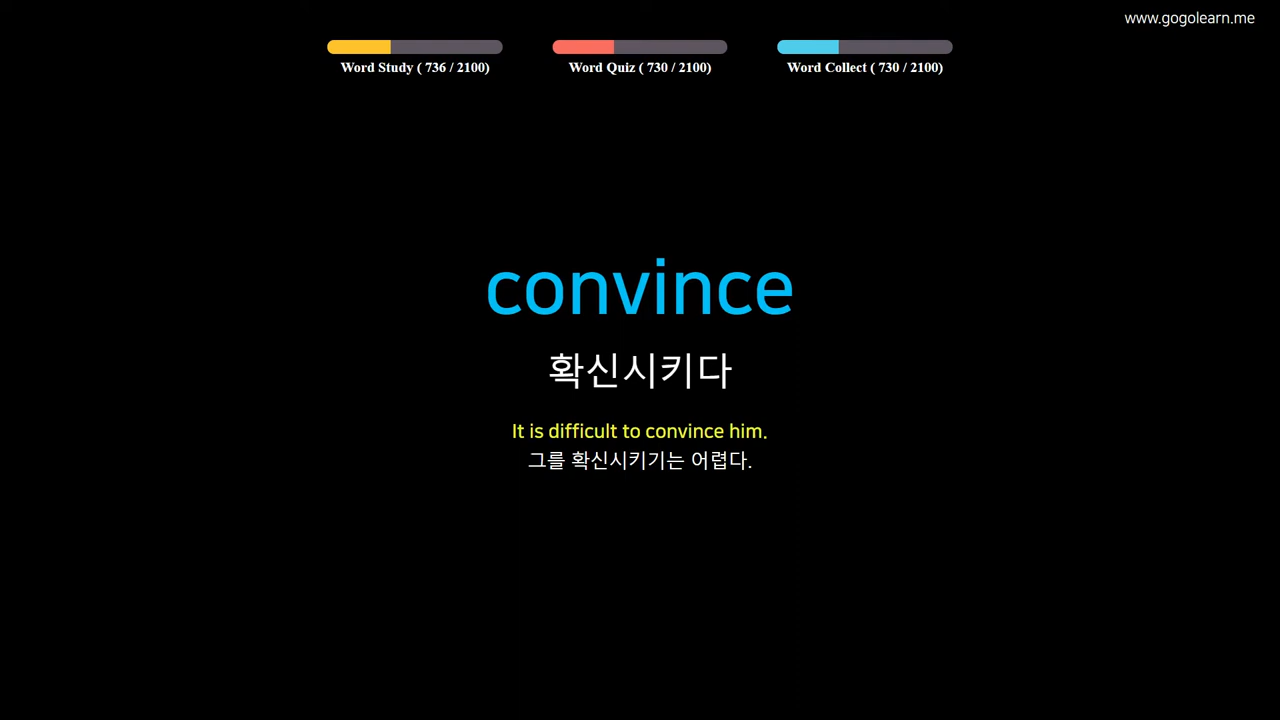 www.gogolearn.me
Word Study ( 736 / 2100)
Word Quiz ( 730 / 2100)
Word Collect ( 730 / 2100)
convince
확신시키다
It is difficult to convince him.
그를 확신시키기는 어렵다.